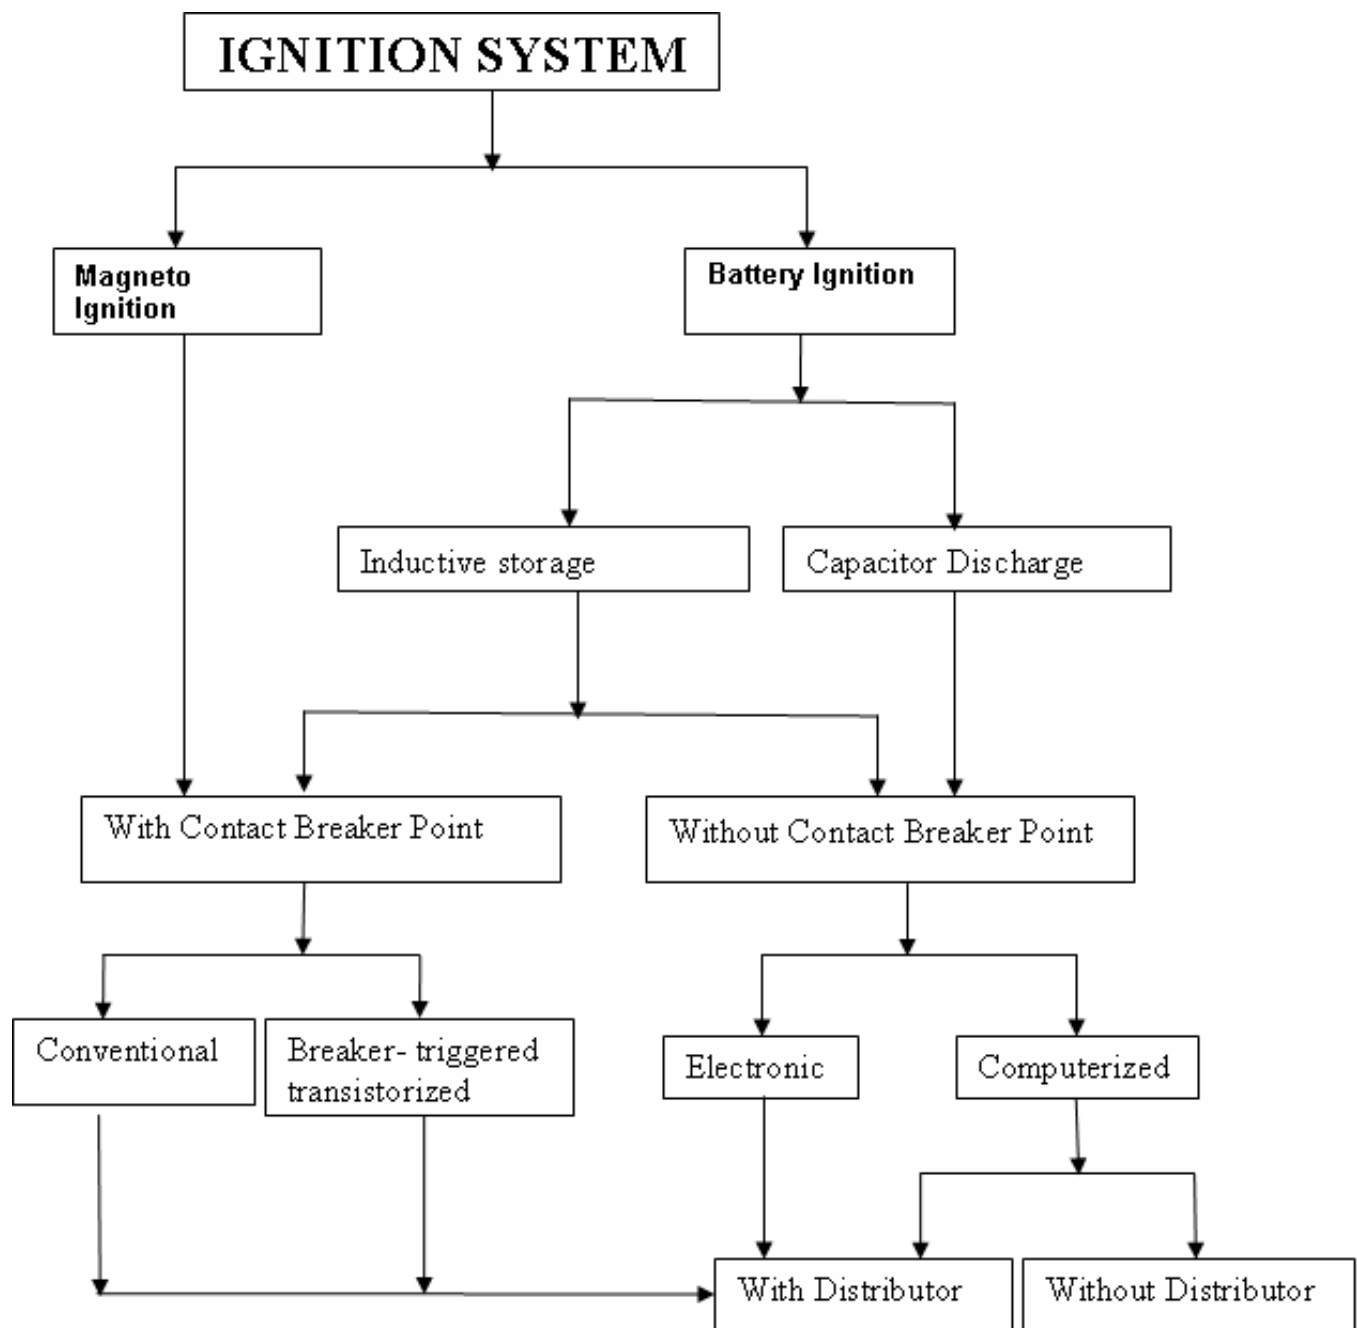 IGNITION SYSTEM
Magneto
Ignition
Battery Ignition
Inductive storage
Capacitor Discharge
With Contact Breaker Point
Without Contact Breaker Point
Conventional
Breaker- triggered
transistorized
Electronic
Computerized
With Distributor
Without Distributor